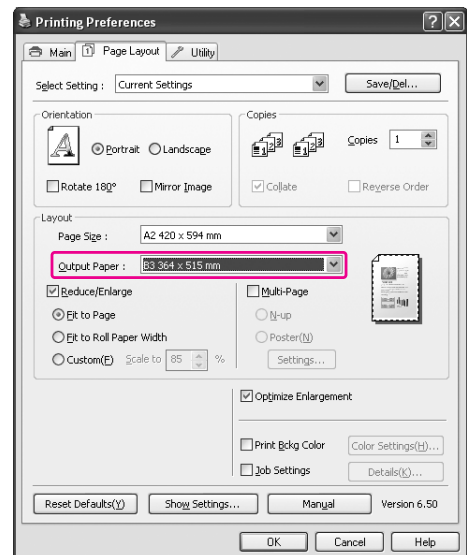 Printing Preferences
Main Page Layout Utility
Select Setting : Current Settings Save/Del...
Orientation
Portrait Landscape
Rotate 180° Mirror Image
Copies
Copies 1
Collate Reverse Order
Layout
Page Size : A2 420 x 594 mm
Output Paper : B3 364 x 515 mm
Reduce/Enlarge
Fit to Page
Fit to Roll Paper Width
Custom(F) Scale to 85 %
Multi-Page
N-up
Poster(N)
Settings...
Optimize Enlargement
Print Bckg Color Color Settings(H)...
Job Settings Details(K)...
Reset Defaults(Y) Show Settings... Manual Version 6.50
OK Cancel Help